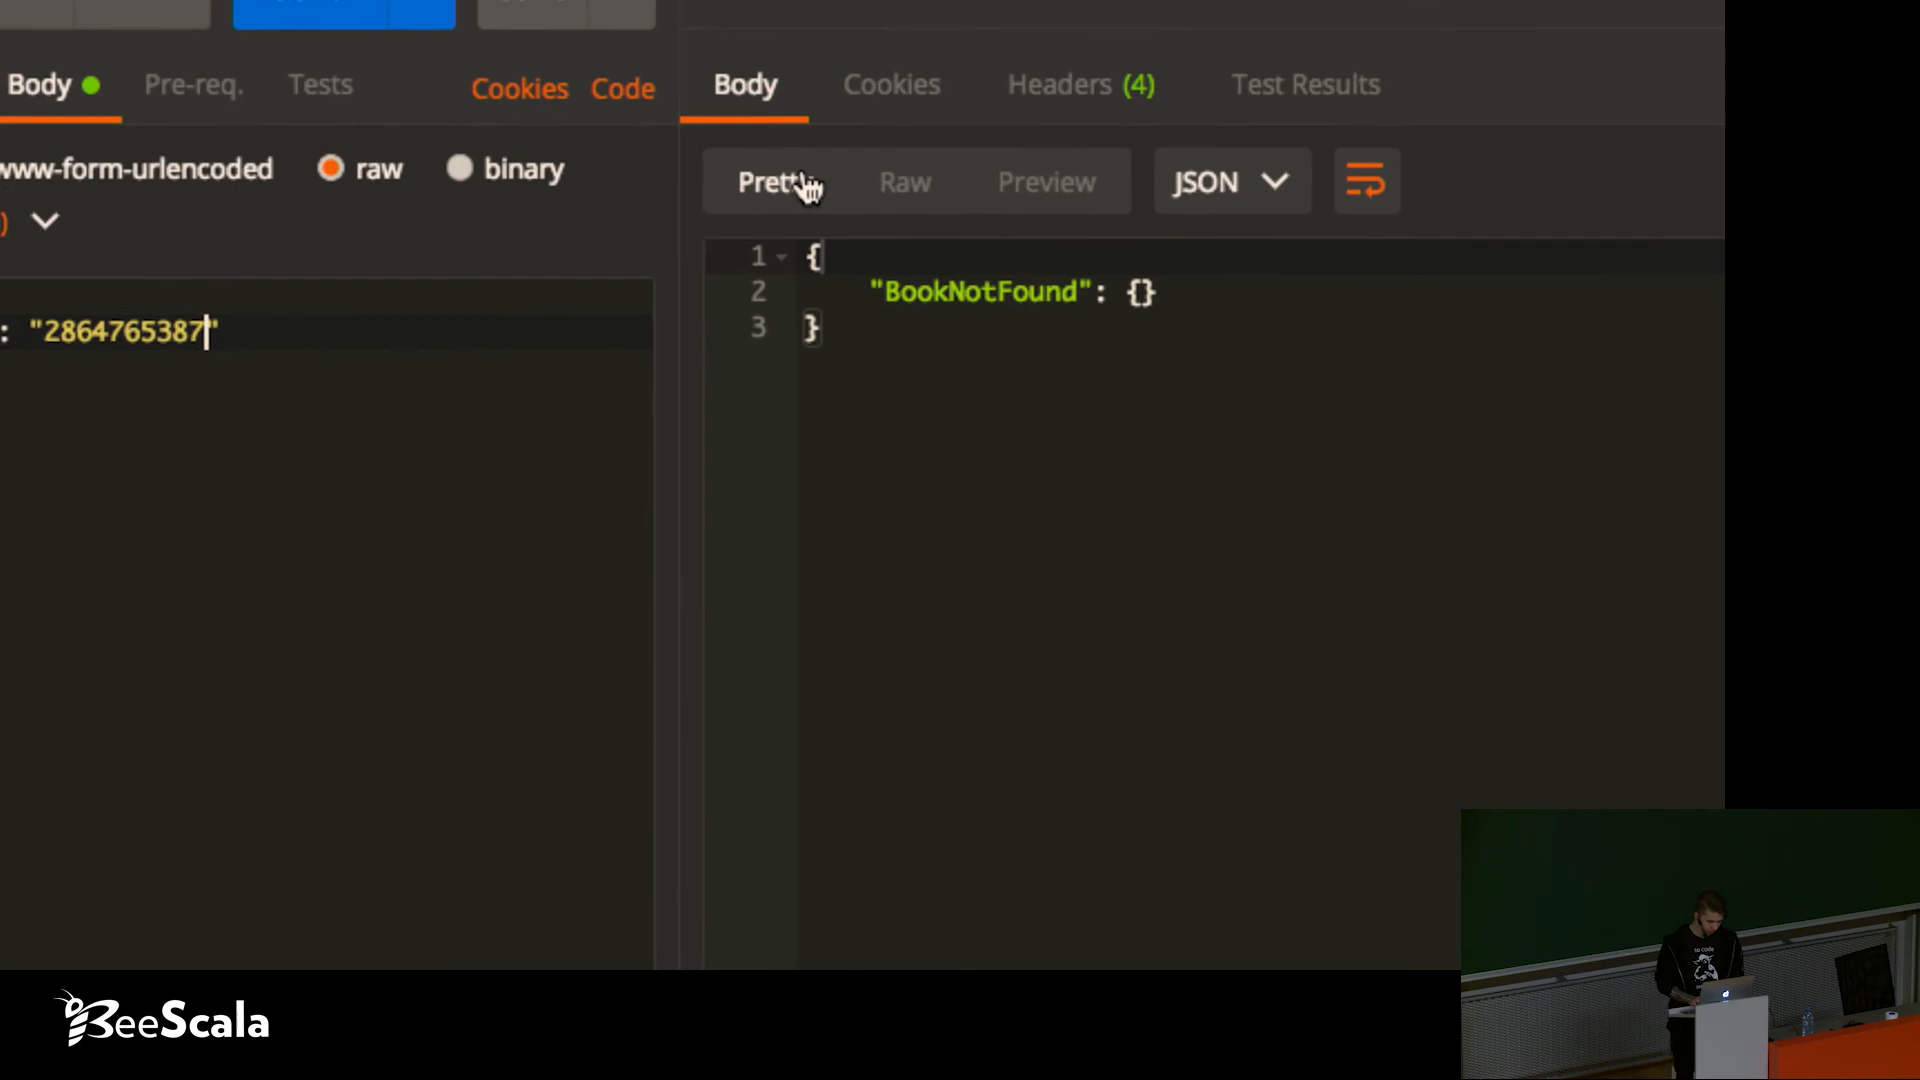 Body Pre-req. Tests Cookies Code
www-form-urlencoded raw binary
)
: "2864765387"
Body Cookies Headers (4) Test Results
Pretty Raw Preview JSON
1 {
2 "BookNotFound": {}
3 }
BeeScala